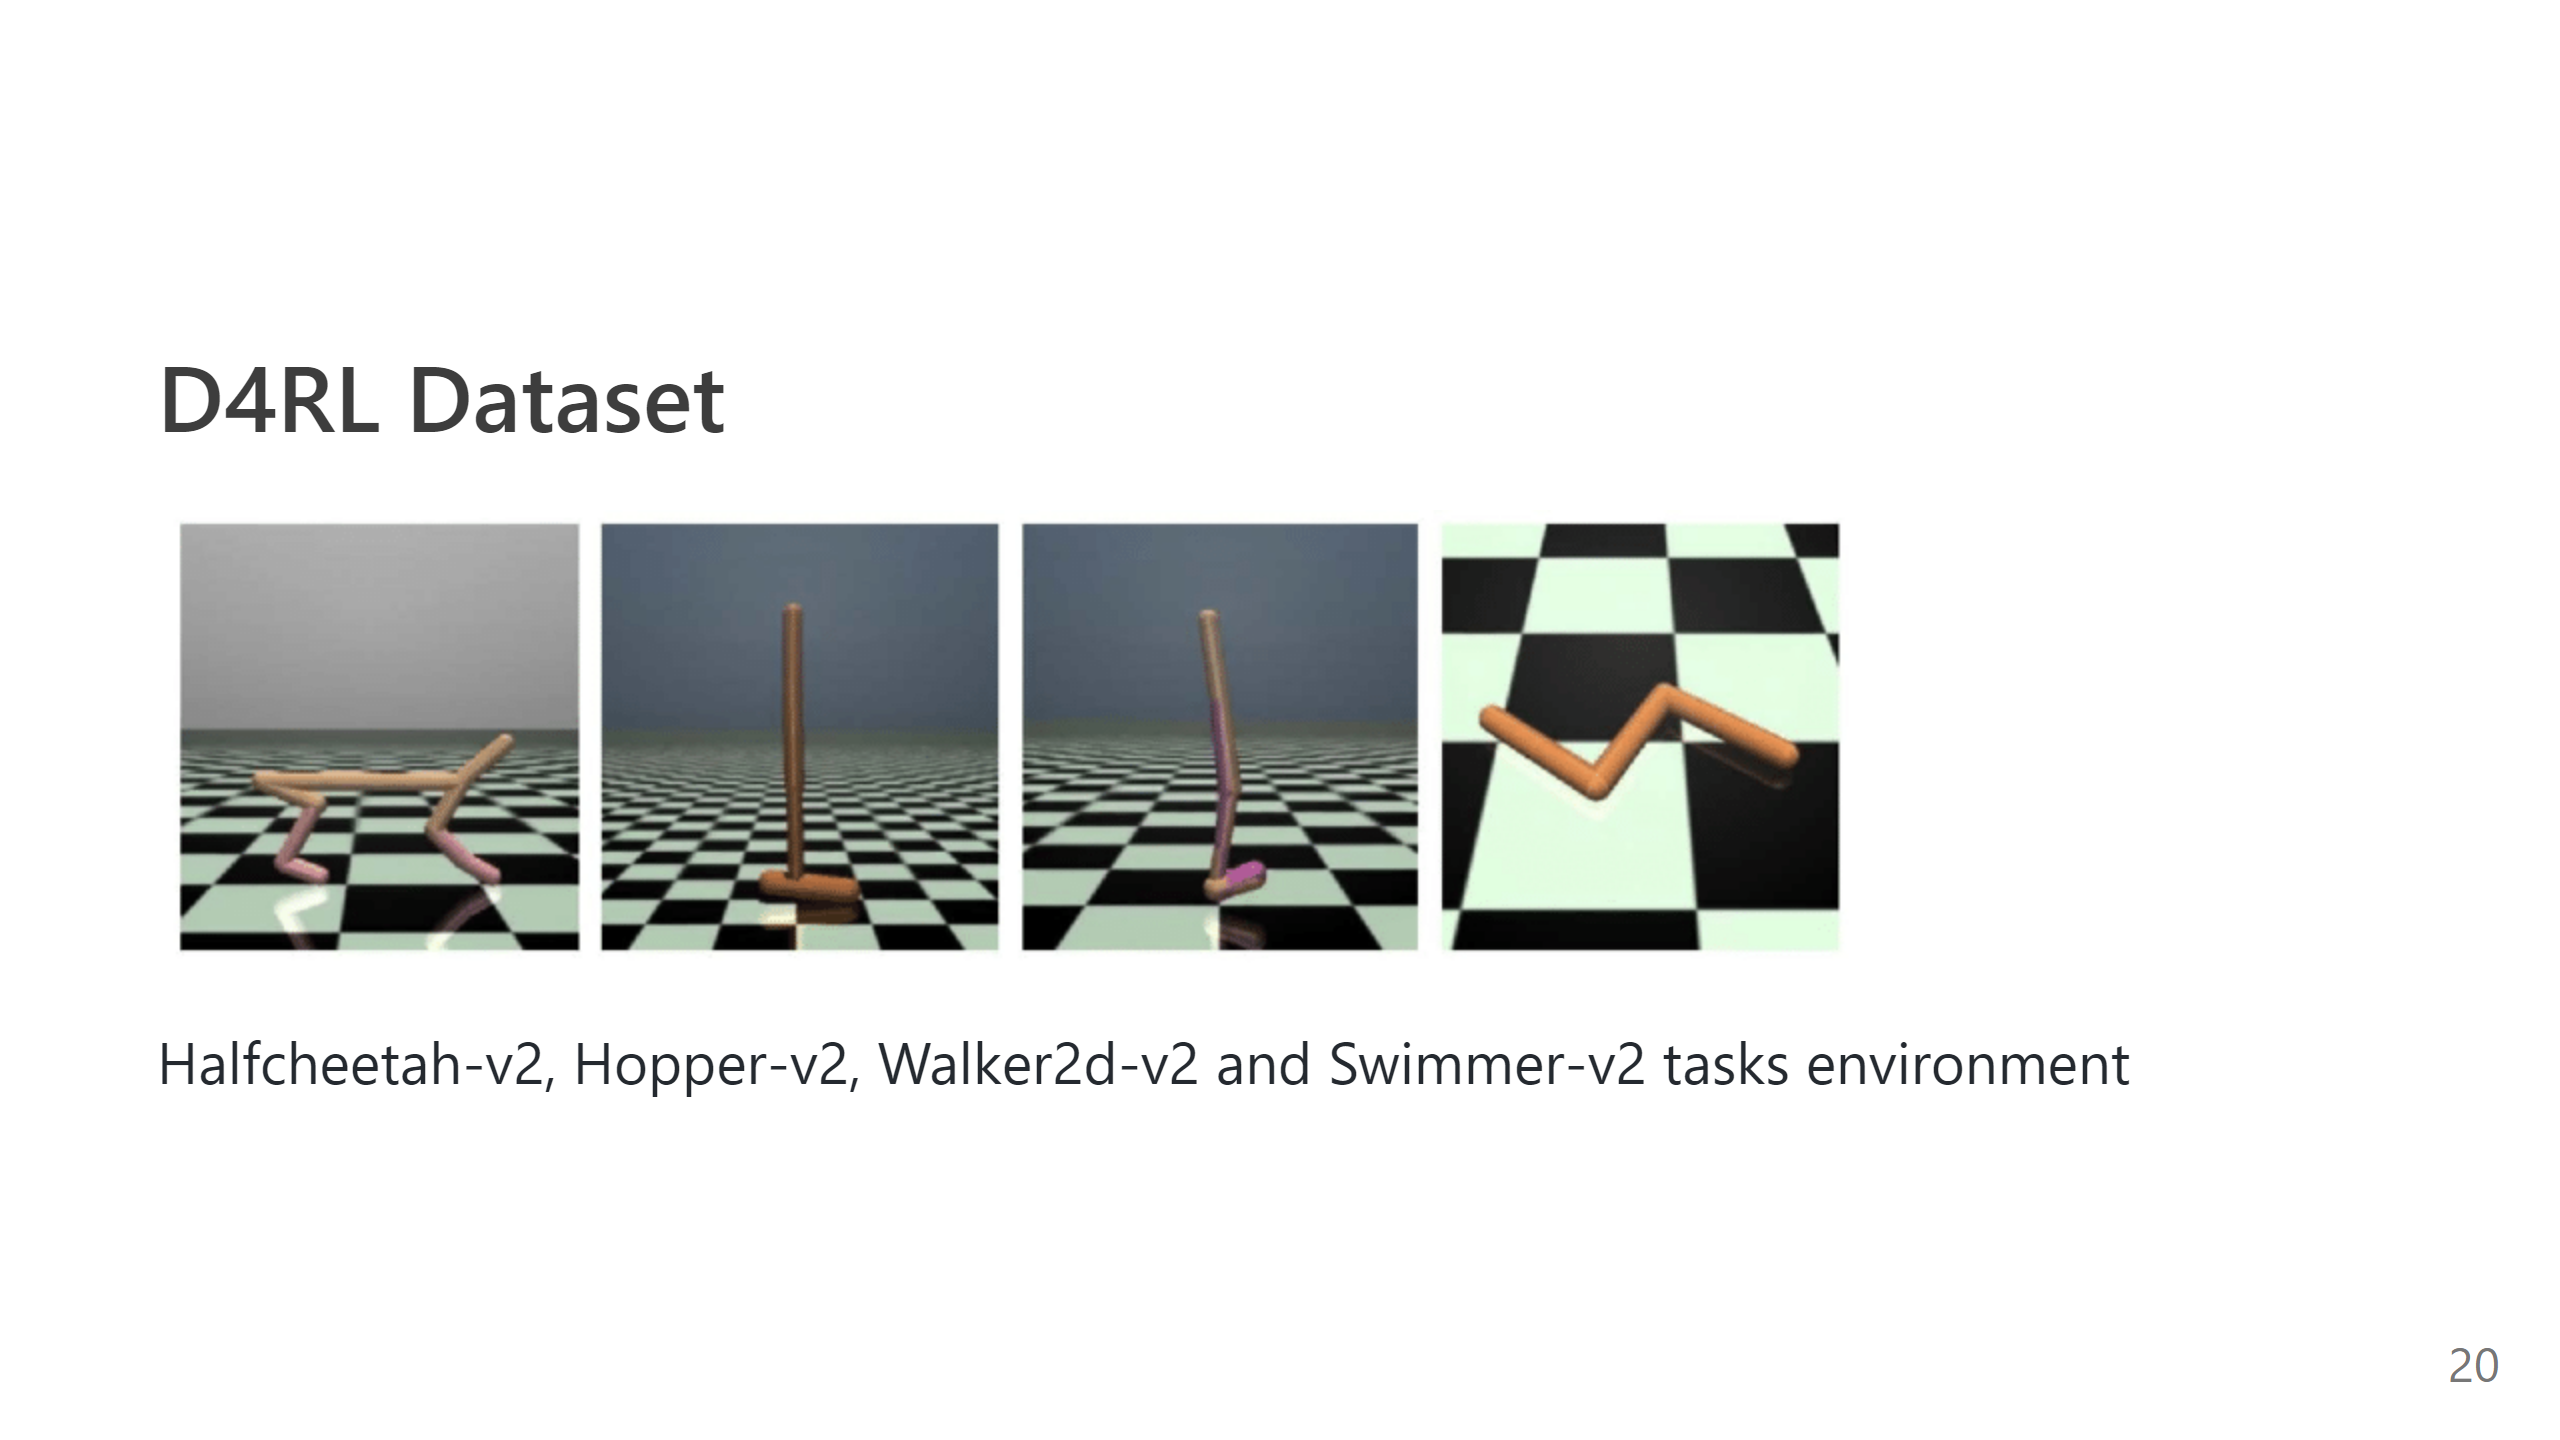 D4RL Dataset
Halfcheetah-v2, Hopper-v2, Walker2d-v2 and Swimmer-v2 tasks environment
20